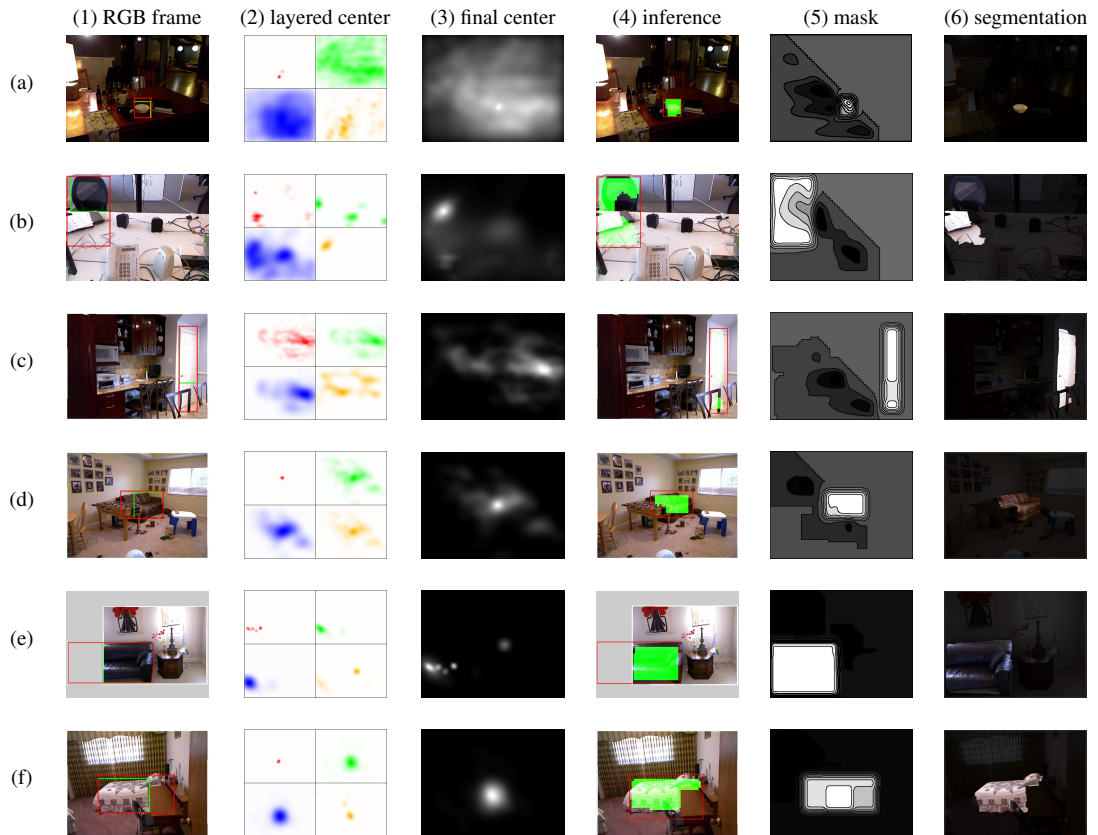 (1) RGB frame (2) layered center (3) final center (4) inference (5) mask (6) segmentation
(a)
(b)
(c)
(d)
(e)
(f)